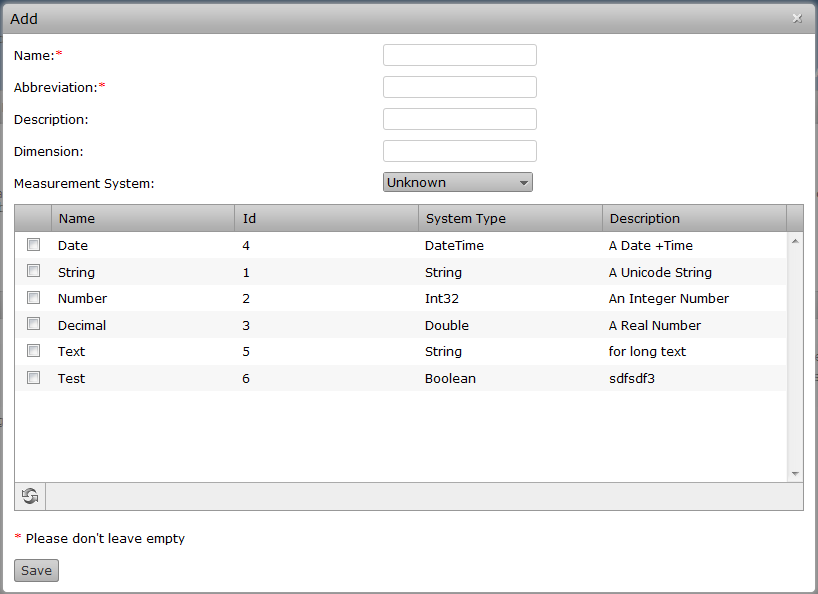 Add
Name:*
Abbreviation:*
Description:
Dimension:
Measurement System: Unknown
Name Id System Type Description
Date 4 DateTime A Date +Time
String 1 String A Unicode String
Number 2 Int32 An Integer Number
Decimal 3 Double A Real Number
Text 5 String for long text
Test 6 Boolean sdfsdf3
* Please don't leave empty
Save